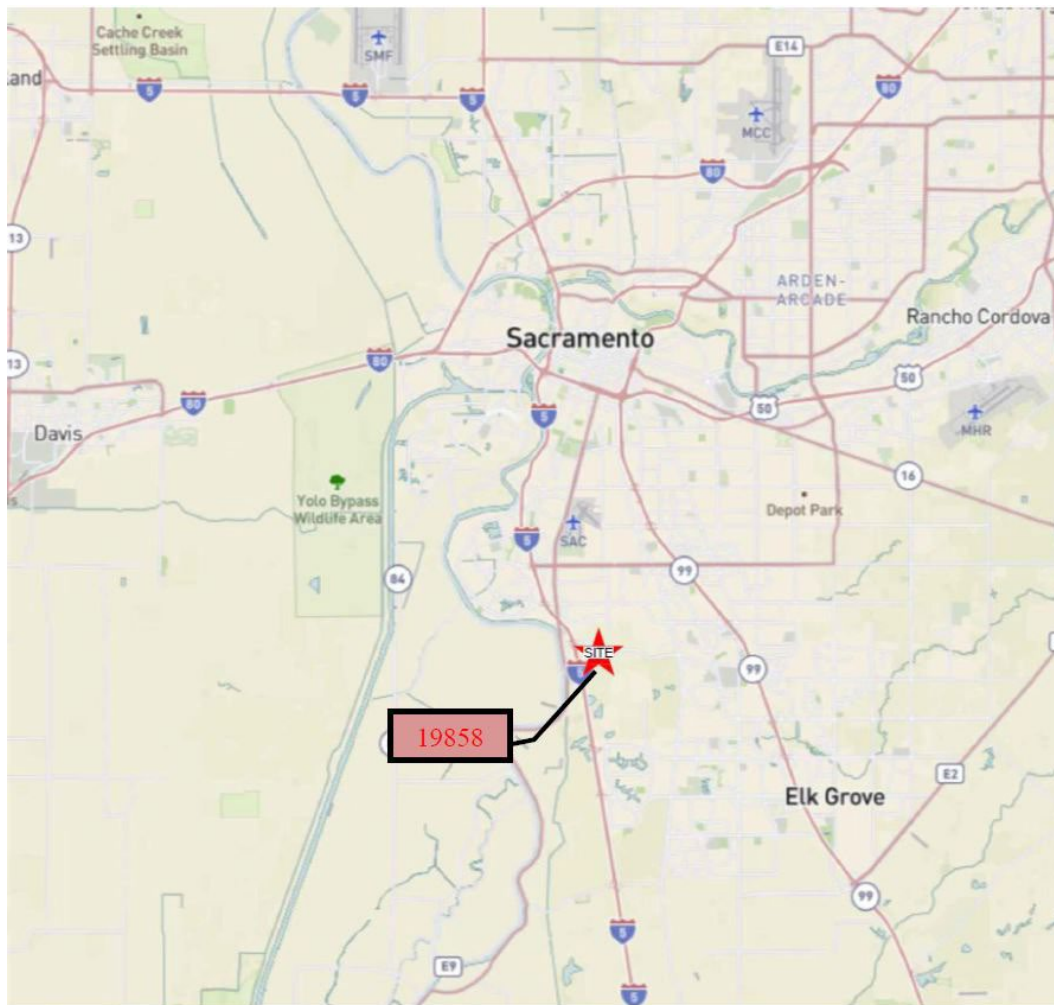 Cache Creek
Settling Basin
SMF
E14
land
5
5
5
80
MCC
80
13
ARDEN-
ARCADE
Rancho Cordova
Sacramento
13
80
50
80
5
50
MHR
Davis
16
Yolo Bypass
Wildlife Area
Depot Park
5
SAC
84
99
SITE
99
19858
E2
Elk Grove
99
5
E9
5